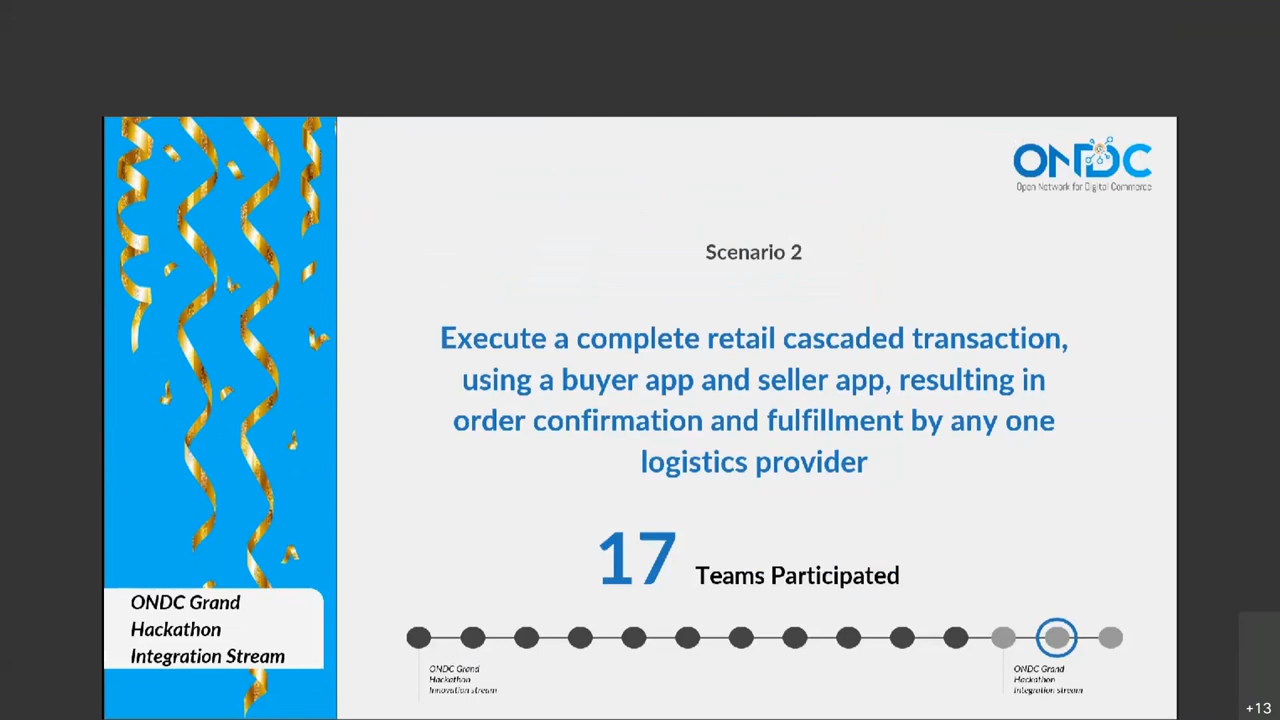 ONDC
Open Network for Digital Commerce
Scenario 2
Execute a complete retail cascaded transaction,
using a buyer app and seller app, resulting in
order confirmation and fulfillment by any one
logistics provider
17 Teams Participated
ONDC Grand
Hackathon
Integration Stream
ONDC Grand
Hackathon
Innovation stream
ONDC Grand
Hackathon
Integration stream
+13